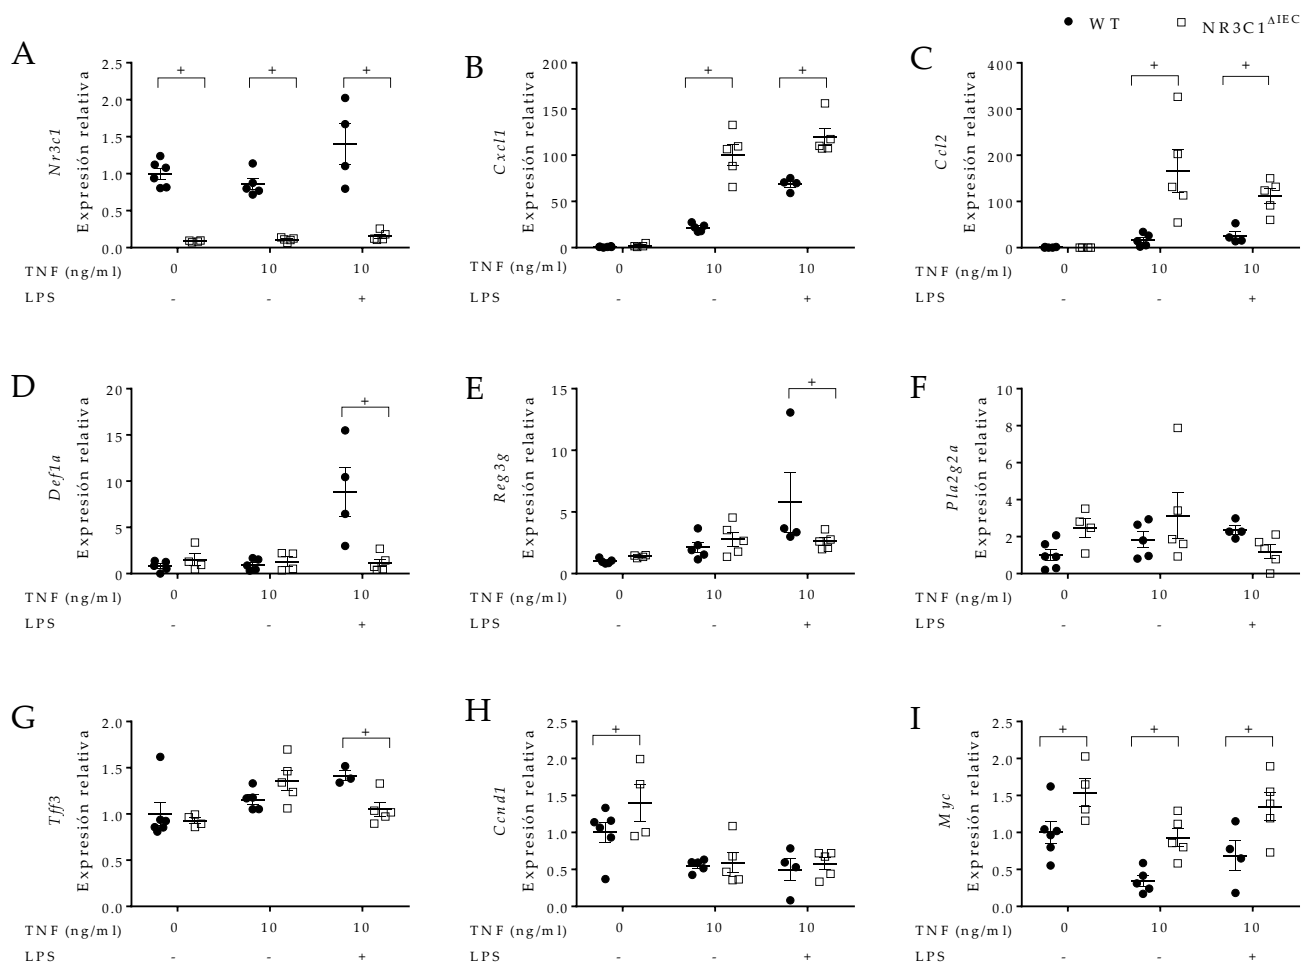 WT NR3C1ΔIEC
A B C
+ + + + + + +
Expresión relativa Nr3c1 Expresión relativa Cxcl1 Expresión relativa Ccl2
2.5 200 400
2.0 150 300
1.5 100 200
1.0 50 100
0.5 0 0
0.0
TNF (ng/ml) 0 10 10 TNF (ng/ml) 0 10 10 TNF (ng/ml) 0 10 10
LPS - - + LPS - - + LPS - - +
D E F
+ +
Expresión relativa Def1a Expresión relativa Reg3g Expresión relativa Pla2g2a
20 15 10
15 10 8
10 5 6
5 0 4
0 2
0
TNF (ng/ml) 0 10 10 TNF (ng/ml) 0 10 10 TNF (ng/ml) 0 10 10
LPS - - + LPS - - + LPS - - +
G H I
+ + + + +
Expresión relativa Tff3 Expresión relativa Ccnd1 Expresión relativa Myc
2.0 2.5 2.5
1.5 2.0 2.0
1.0 1.5 1.5
0.5 1.0 1.0
0.0 0.5 0.5
0.0 0.0
TNF (ng/ml) 0 10 10 TNF (ng/ml) 0 10 10 TNF (ng/ml) 0 10 10
LPS - - + LPS - - + LPS - - +